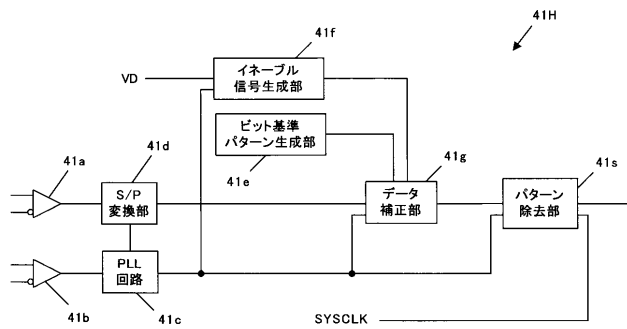 41H
41f
VD
イネーブル
信号生成部
ビット基準
パターン生成部
41a
41d
41e
41g
41s
S/P
変換部
データ
補正部
パターン
除去部
PLL
回路
41b
41c
SYSCLK